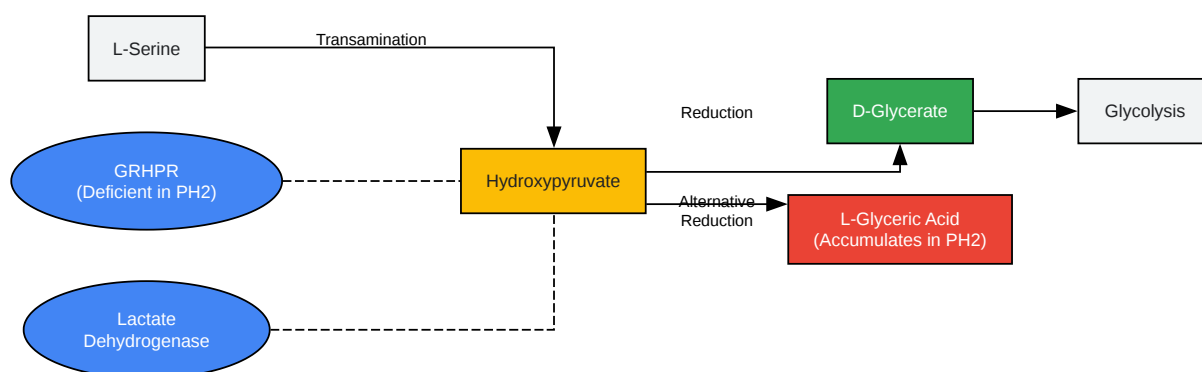 L-Serine
Transamination
Reduction
D-Glycerate
Glycolysis
GRHPR
(Deficient in PH2)
Hydroxypyruvate
Alternative
Reduction
L-Glyceric Acid
(Accumulates in PH2)
Lactate
Dehydrogenase